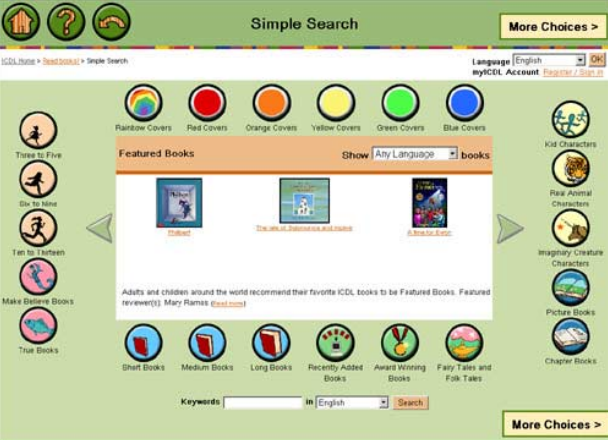 Simple Search
More Choices >
ICDL Home > Read books! > Simple Search
Language English OK
myICDL Account Register / Sign in
Rainbow Covers Red Covers Orange Covers Yellow Covers Green Covers Blue Covers
Three to Five
Six to Nine
Ten to Thirteen
Make Believe Books
True Books
Featured Books
Show Any Language books
Philbert
Adults and children around the world recommend their favorite ICDL books to be Featured Books. Featured
reviewer(s): Mary Ramos (Read more)
Kid Characters
Real Animal
Characters
Imaginary Creature
Characters
Picture Books
Chapter Books
Short Books Medium Books Long Books Recently Added
Books Award Winning
Books Fairy Tales and
Folk Tales
Keywords in English Search
More Choices >